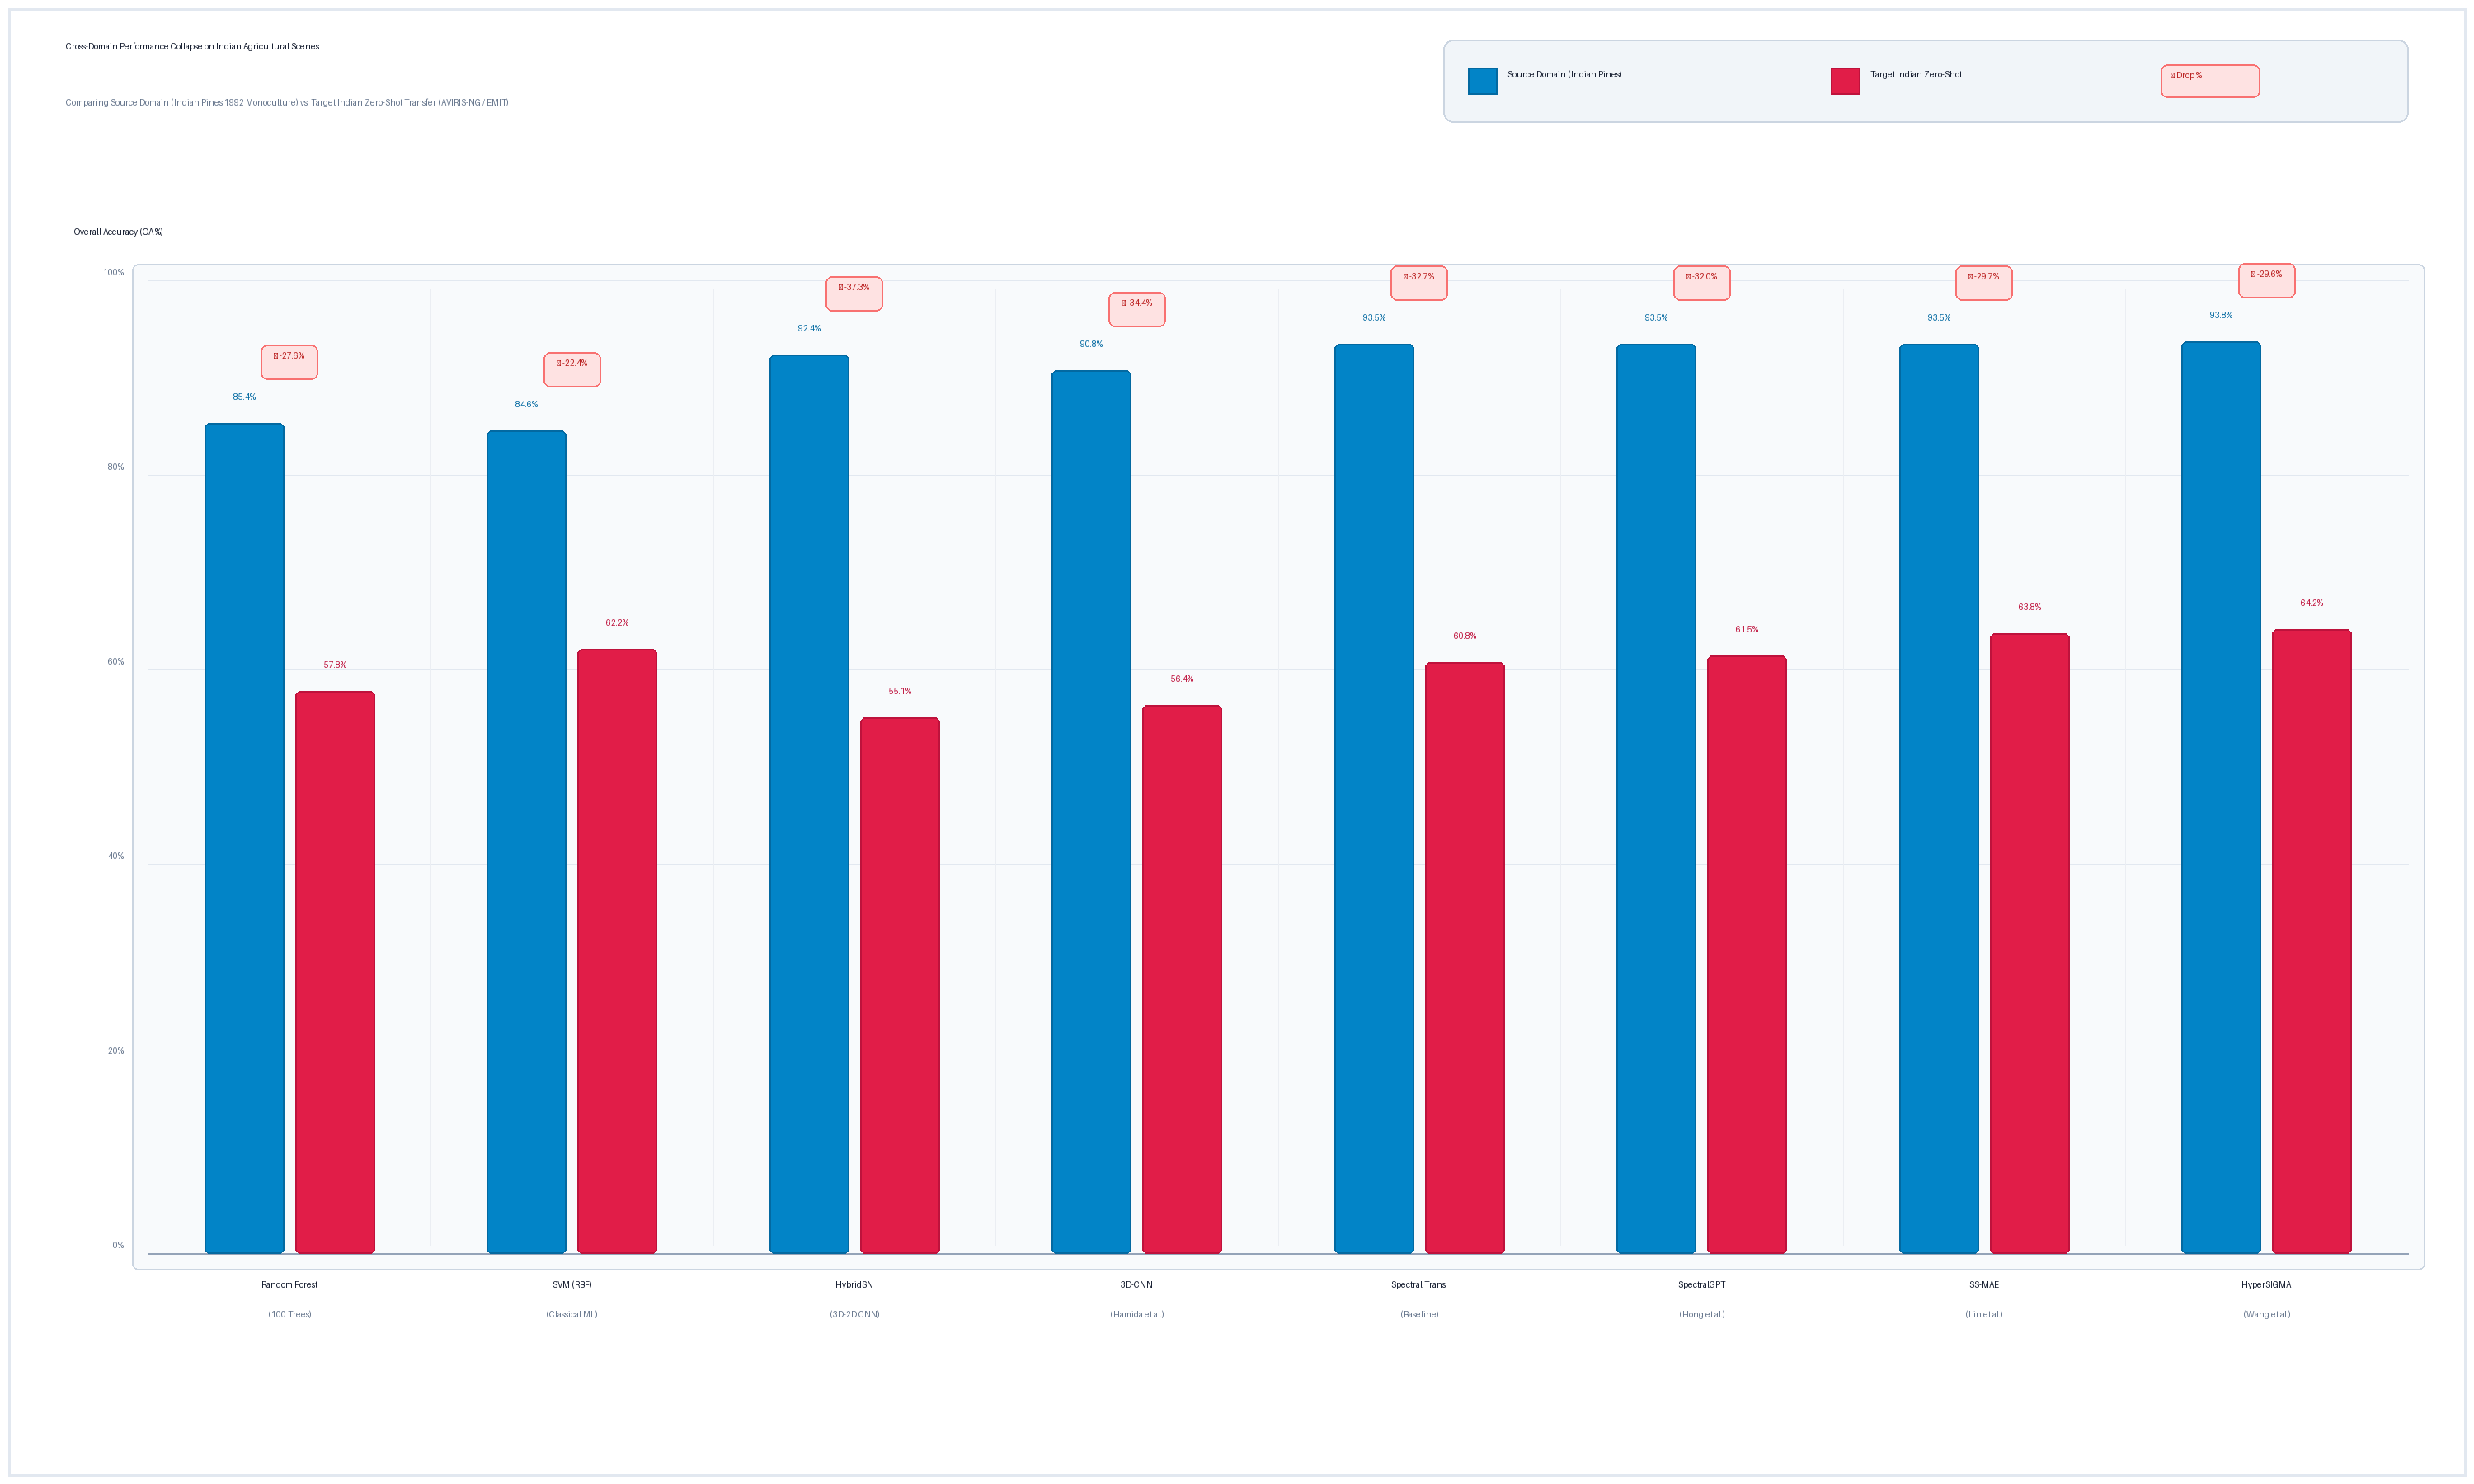 Cross-Domain Performance Collapse on Indian Agricultural Scenes
Comparing Source Domain (Indian Pines 1992 Monoculture) vs. Target Indian Zero-Shot Transfer (AVIRIS-NG / EMIT)
Source Domain (Indian Pines)
Target Indian Zero-Shot
Drop %
Overall Accuracy (OA %)
100%
80%
60%
40%
20%
0%
-27.6%
85.4%
57.8%
-22.4%
84.6%
62.2%
-37.3%
92.4%
55.1%
-34.4%
90.8%
56.4%
-32.7%
93.5%
60.8%
-32.0%
93.5%
61.5%
-29.7%
93.5%
63.8%
-29.6%
93.8%
64.2%
Random Forest
(100 Trees)
SVM (RBF)
(Classical ML)
HybridSN
(3D-2D CNN)
3D-CNN
(Hamida et al.)
Spectral Trans.
(Baseline)
SpectralGPT
(Hong et al.)
SS-MAE
(Lin et al.)
HyperSIGMA
(Wang et al.)